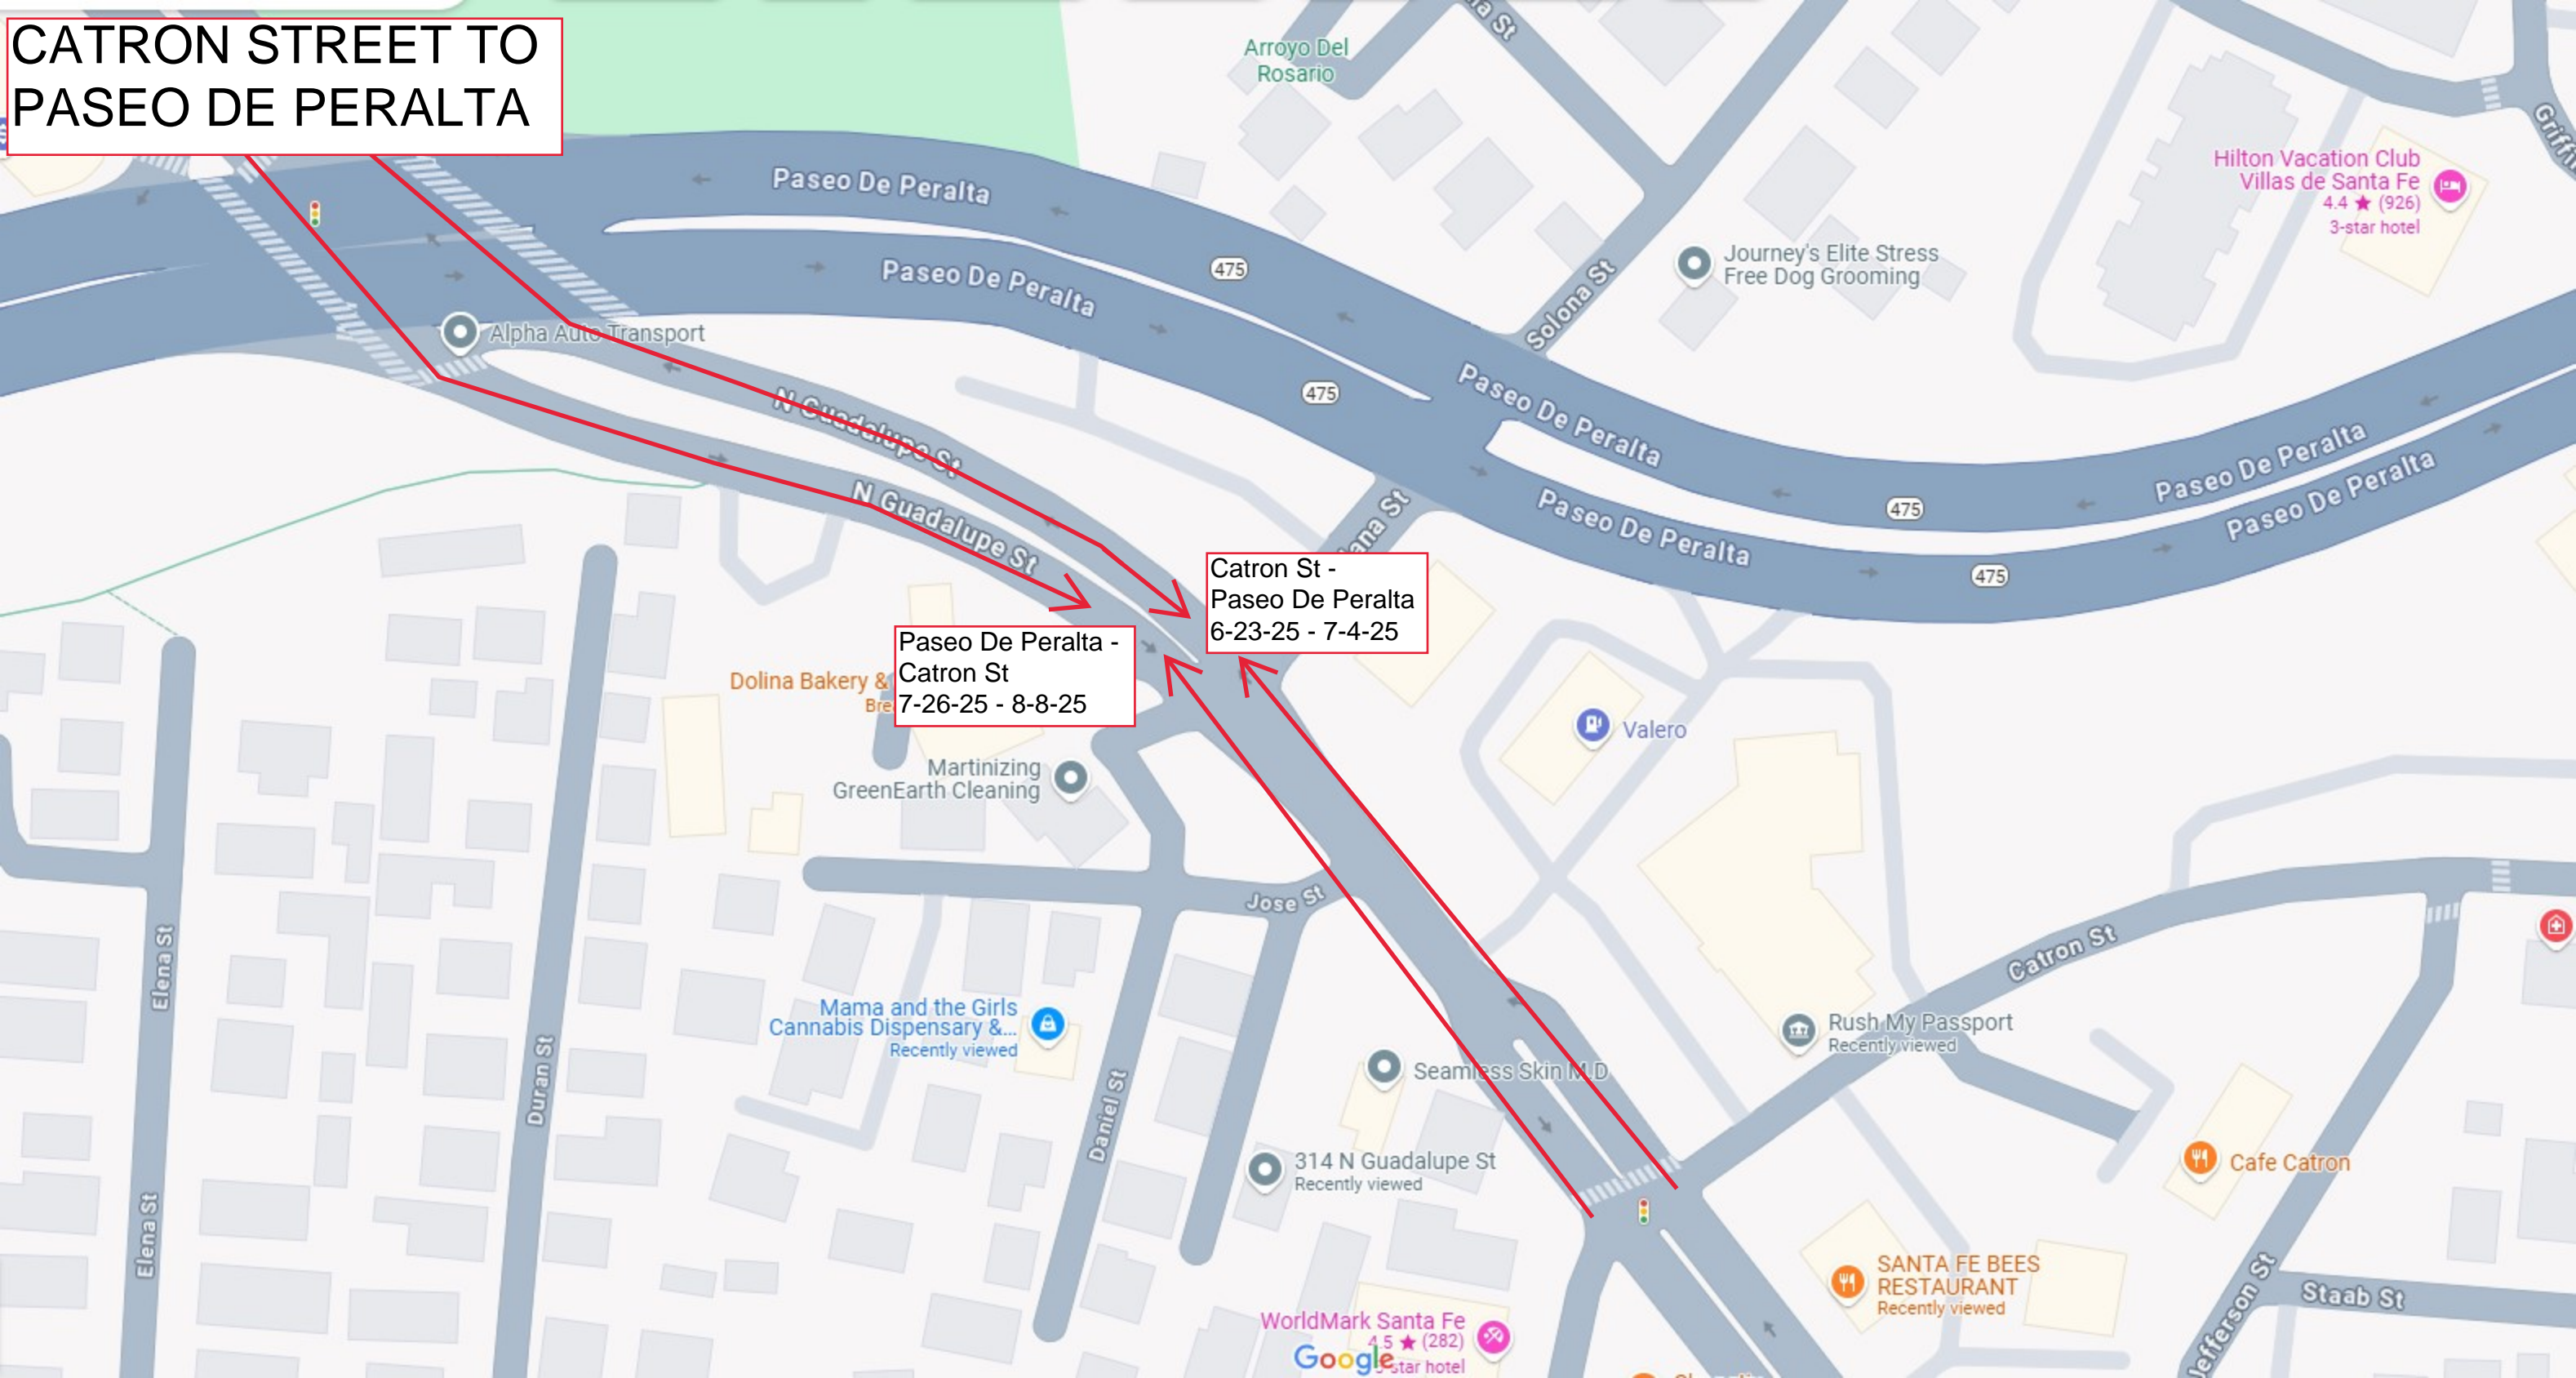 CATRON STREET TO
PASEO DE PERALTA
Arroyo Del
Rosario
Hilton Vacation Club
Villas de Santa Fe
4.4 ★ (926)
3-star hotel
Paseo De Peralta
Paseo De Peralta
475
Journey's Elite Stress
Free Dog Grooming
Solona St
Alpha Auto Transport
475
N Guadalupe St
Paseo De Peralta
Paseo De Peralta
Paseo De Peralta
N Guadalupe St
Paseo De Peralta
475
475
Catron St -
Paseo De Peralta
6-23-25 - 7-4-25
Paseo De Peralta -
Catron St
7-26-25 - 8-8-25
Dolina Bakery &
Valero
Martinizing
GreenEarth Cleaning
Jose St
Catron St
Elena St
Mama and the Girls
Cannabis Dispensary &...
Recently viewed
Rush My Passport
Recently viewed
Duran St
Seamless Skin M.D
Daniel St
314 N Guadalupe St
Recently viewed
Cafe Catron
Elena St
SANTA FE BEES
RESTAURANT
Recently viewed
Jefferson St
Staab St
WorldMark Santa Fe
4.5 ★ (282)
Google
star hotel